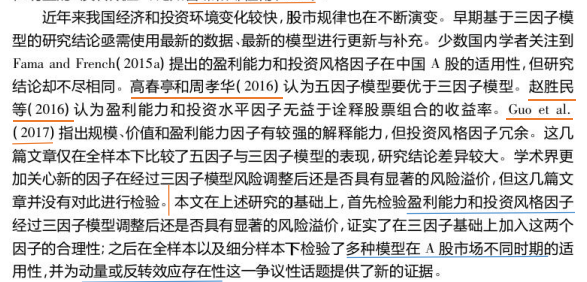 近年来我国经济和投资环境变化较快，股市规律也在不断演变。早期基于三因子模
型的研究结论亟需使用最新的数据、最新的模型进行更新与补充。少数国内学者关注到
Fama and French(2015a)提出的盈利能力和投资风格因子在中国 A 股的适用性，但研究
结论却不尽相同。高春亭和周孝华(2016)认为五因子模型要优于三因子模型。赵胜民
等(2016)认为盈利能力和投资水平因子无益于诠释股票组合的收益率。Guo et al.
(2017)指出规模、价值和盈利能力因子有较强的解释能力，但投资风格因子冗余。这几
篇文章仅在全样本下比较了五因子与三因子模型的表现，研究结论差异较大。学术界更
加关心新的因子在经过三因子模型风险调整后还是否具有显著的风险溢价，但这几篇文
章并没有对此进行检验。本文在上述研究的基础上，首先检验盈利能力和投资风格因子
经过三因子模型调整后还是否具有显著的风险溢价，证实了在三因子基础上加入这两个
因子的合理性；之后在全样本以及细分样本下检验了多种模型在 A 股市场不同时期的适
用性，并为动量或反转效应存在性这一争议性话题提供了新的证据。